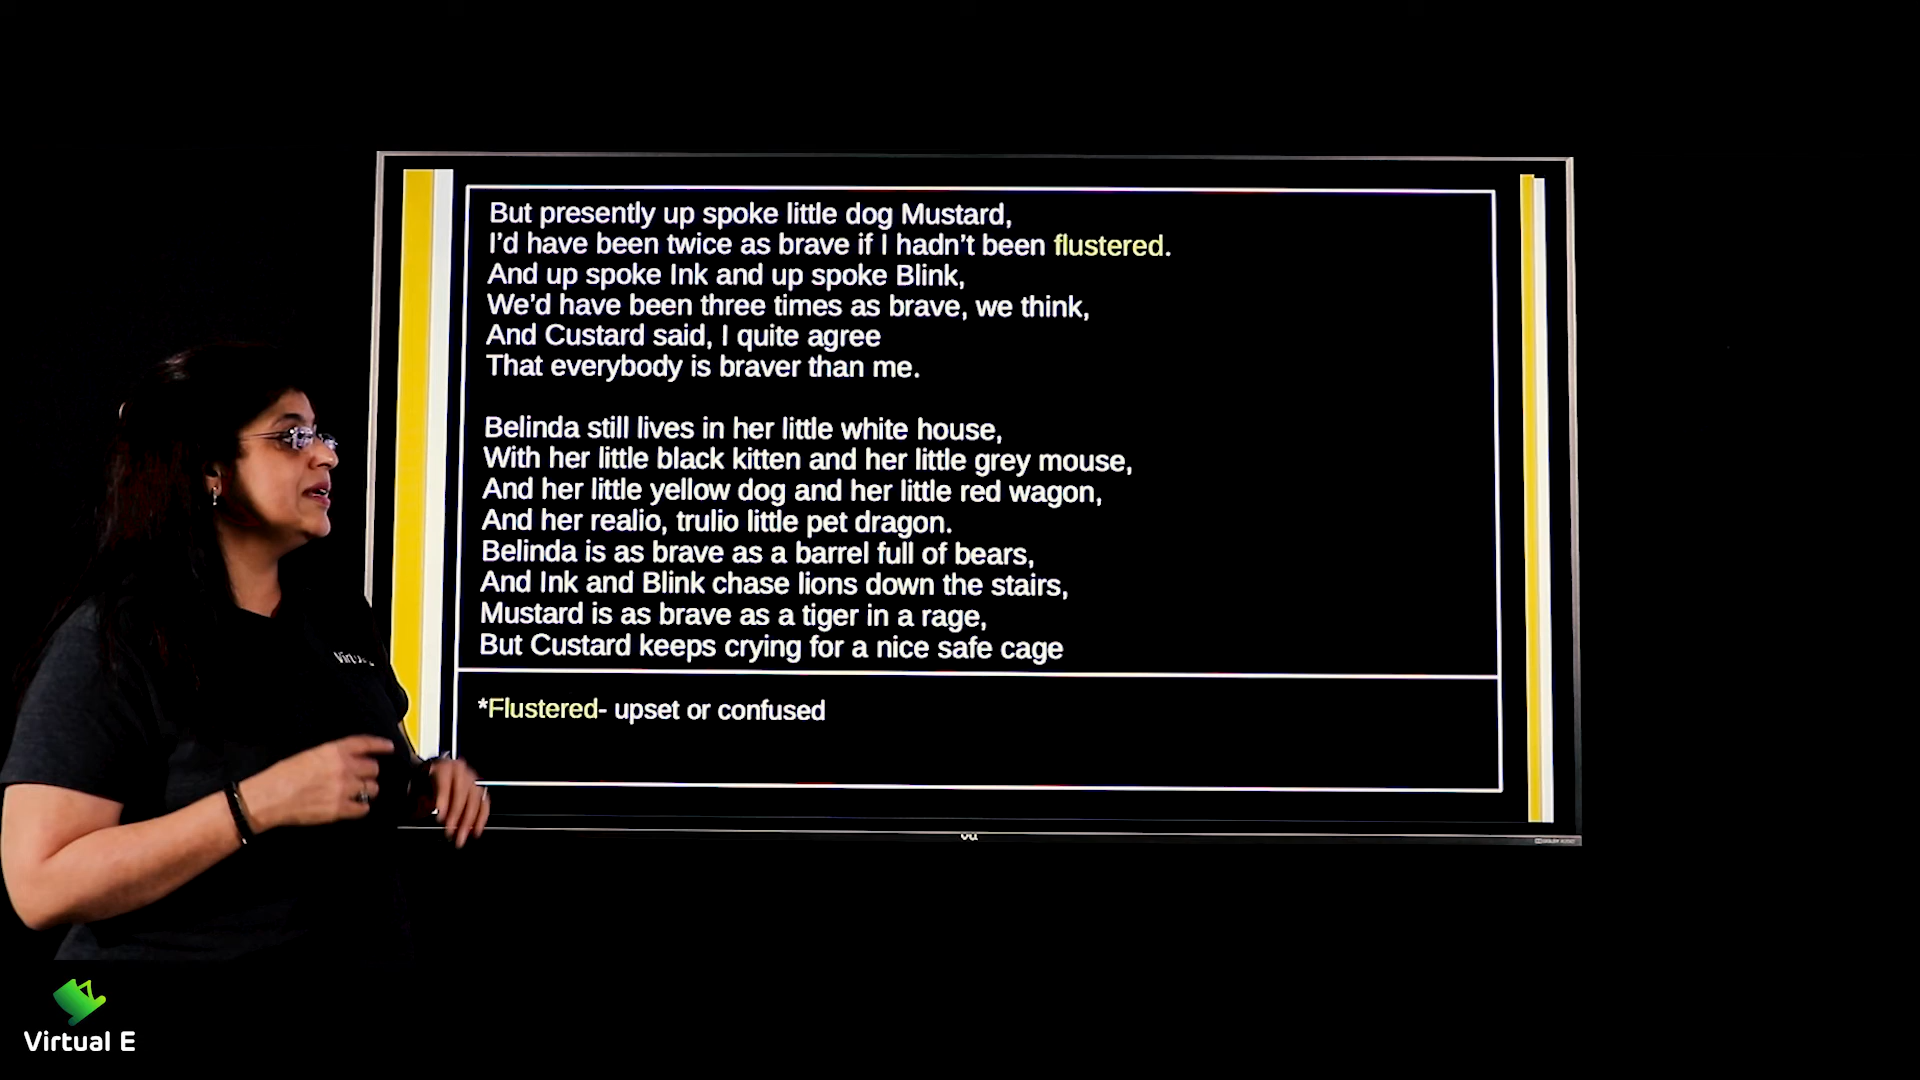 But presently up spoke little dog Mustard,
I'd have been twice as brave if I hadn't been flustered.
And up spoke Ink and up spoke Blink,
We'd have been three times as brave, we think,
And Custard said, I quite agree
That everybody is braver than me.
Belinda still lives in her little white house,
With her little black kitten and her little grey mouse,
And her little yellow dog and her little red wagon,
And her realio, trulio little pet dragon.
Belinda is as brave as a barrel full of bears,
And Ink and Blink chase lions down the stairs,
Mustard is as brave as a tiger in a rage,
But Custard keeps crying for a nice safe cage
*Flustered- upset or confused
Virtual E